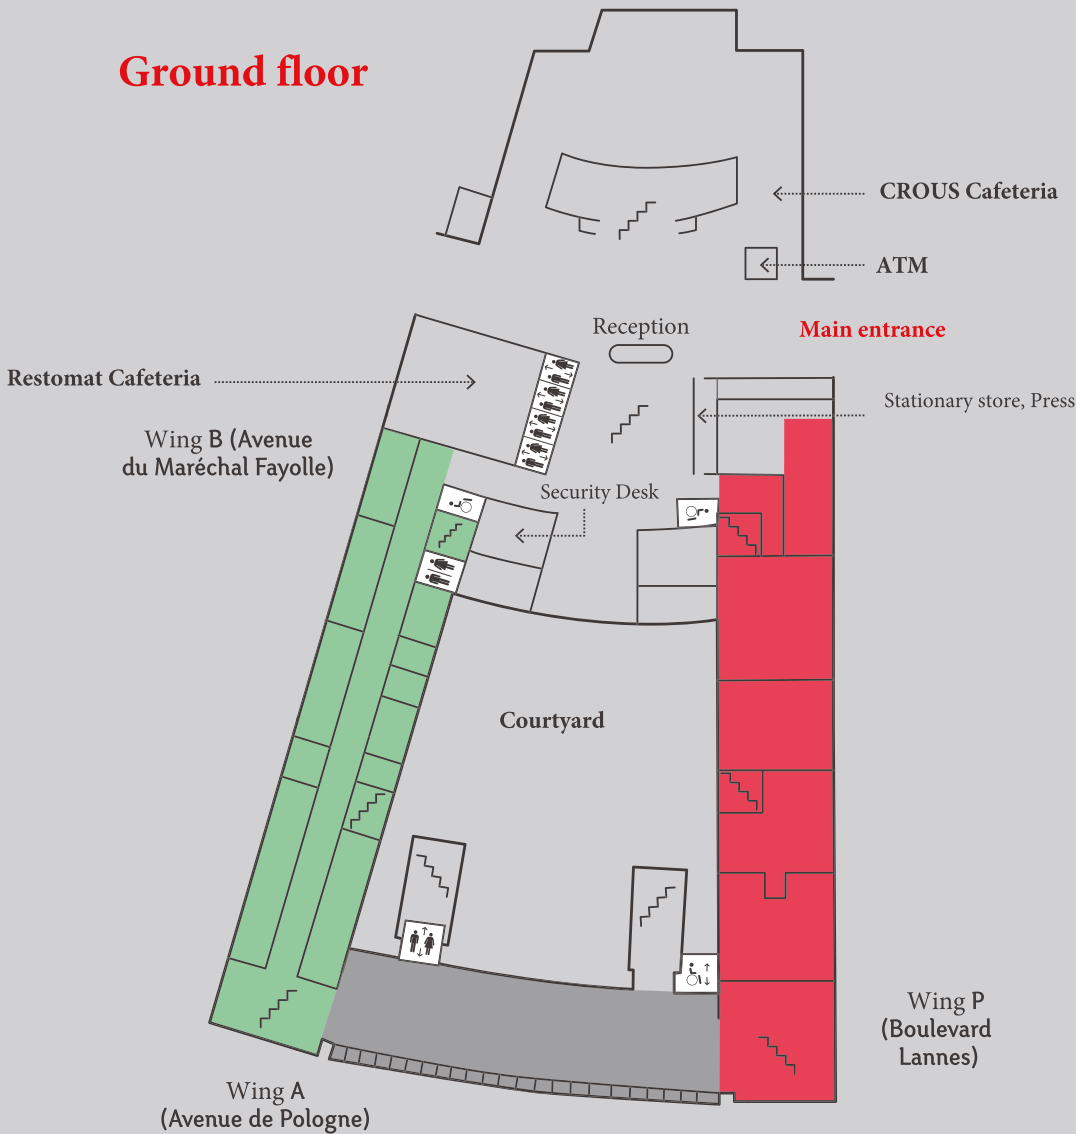 Ground floor
CROUS Cafeteria
ATM
Reception
Main entrance
Restomat Cafeteria
Stationary store, Press
Wing B (Avenue
du Maréchal Fayolle)
Security Desk
Courtyard
Wing P
(Boulevard
Lannes)
Wing A
(Avenue de Pologne)